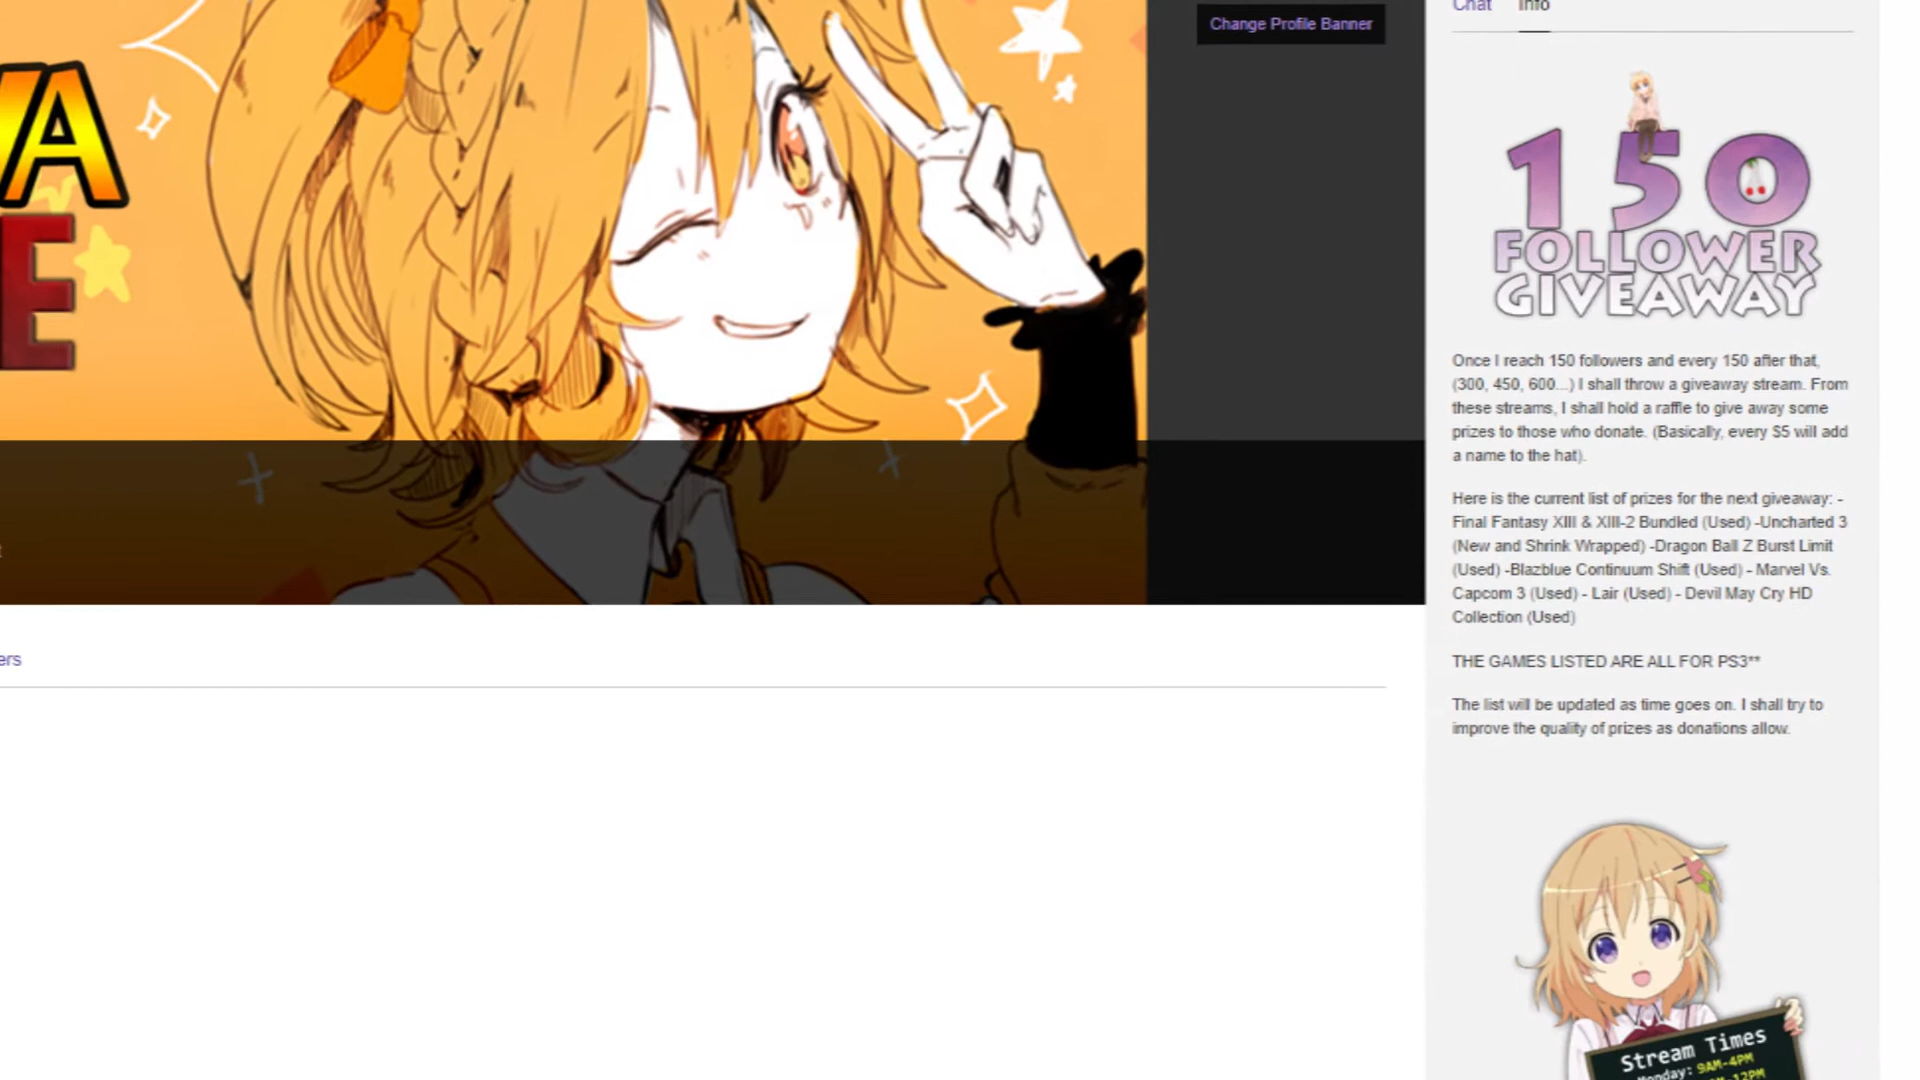 Change Profile Banner
Chat Info
150
FOLLOWER
GIVEAWAY
Once I reach 150 followers and every 150 after that,
(300, 450, 600...) I shall throw a giveaway stream. From
these streams, I shall hold a raffle to give away some
prizes to those who donate. (Basically, every $5 will add
a name to the hat).
Here is the current list of prizes for the next giveaway: -
Final Fantasy XIII & XIII-2 Bundled (Used) -Uncharted 3
(New and Shrink Wrapped) -Dragon Ball Z Burst Limit
(Used) -Blazblue Continuum Shift (Used) - Marvel Vs.
Capcom 3 (Used) - Lair (Used) - Devil May Cry HD
Collection (Used)
THE GAMES LISTED ARE ALL FOR PS3**
The list will be updated as time goes on. I shall try to
improve the quality of prizes as donations allow.
A
E
ers
Stream Times
Monday: 9AM-4PM
-12PM